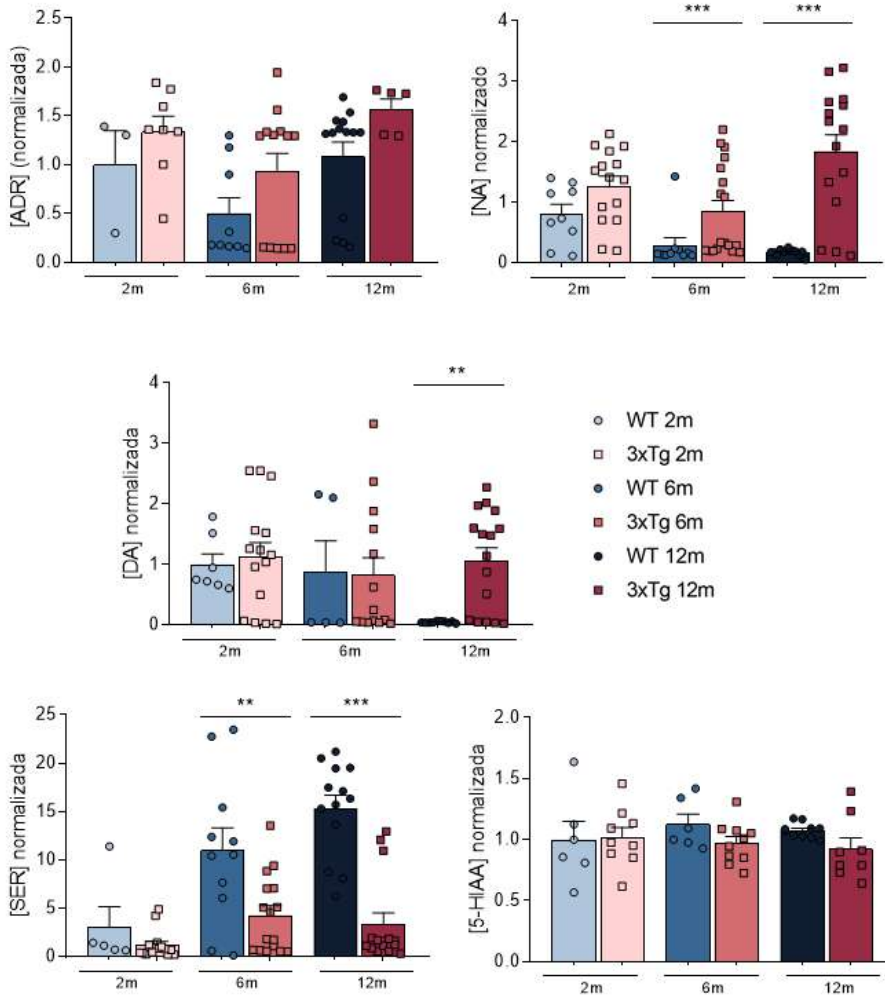 [ADR] (normalizada)
2.5
2.0
1.5
1.0
0.5
0.0
2m
6m
12m
[NA] normalizado
4
3
2
1
0
***
***
2m
6m
12m
[DA] normalizada
4
3
2
1
0
**
2m
6m
12m
WT 2m
3xTg 2m
WT 6m
3xTg 6m
WT 12m
3xTg 12m
[SER] normalizada
25
20
15
10
5
0
**
***
2m
6m
12m
[5-HIAA] normalizada
2.0
1.5
1.0
0.5
0.0
2m
6m
12m